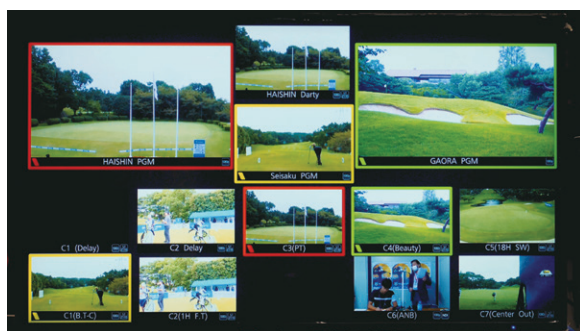 HAISHIN Darty
HAISHIN PGM
Seisaku PGM
GAORA PGM
C1 (Delay)
C2 Delay
C3(PT)
C4(Beauty)
C5(18H SW)
C1(B.T-C)
C2(1H F.T)
C6(ANB)
C7(Center Out)